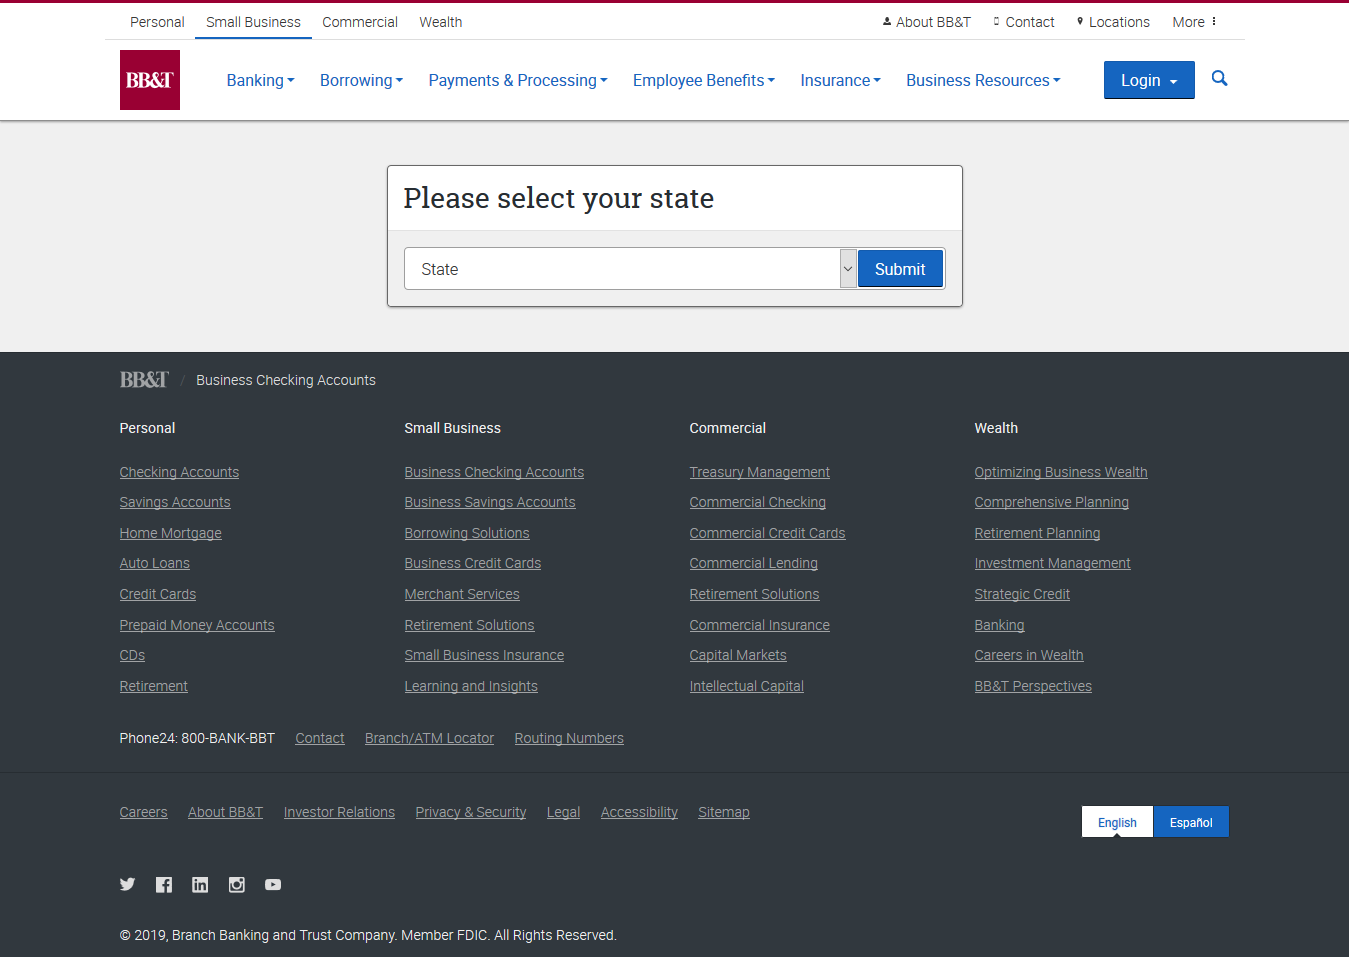 Personal Small Business Commercial Wealth About BB&T Contact Locations More
BB&T Banking Borrowing Payments & Processing Employee Benefits Insurance Business Resources Login
Please select your state
State Submit
BB&T / Business Checking Accounts
Personal Small Business Commercial Wealth
Checking Accounts Business Checking Accounts Treasury Management Optimizing Business Wealth
Savings Accounts Business Savings Accounts Commercial Checking Comprehensive Planning
Home Mortgage Borrowing Solutions Commercial Credit Cards Retirement Planning
Auto Loans Business Credit Cards Commercial Lending Investment Management
Credit Cards Merchant Services Retirement Solutions Strategic Credit
Prepaid Money Accounts Retirement Solutions Commercial Insurance Banking
CDs Small Business Insurance Capital Markets Careers in Wealth
Retirement Learning and Insights Intellectual Capital BB&T Perspectives
Phone24: 800-BANK-BBT Contact Branch/ATM Locator Routing Numbers
Careers About BB&T Investor Relations Privacy & Security Legal Accessibility Sitemap English Español
© 2019, Branch Banking and Trust Company. Member FDIC. All Rights Reserved.